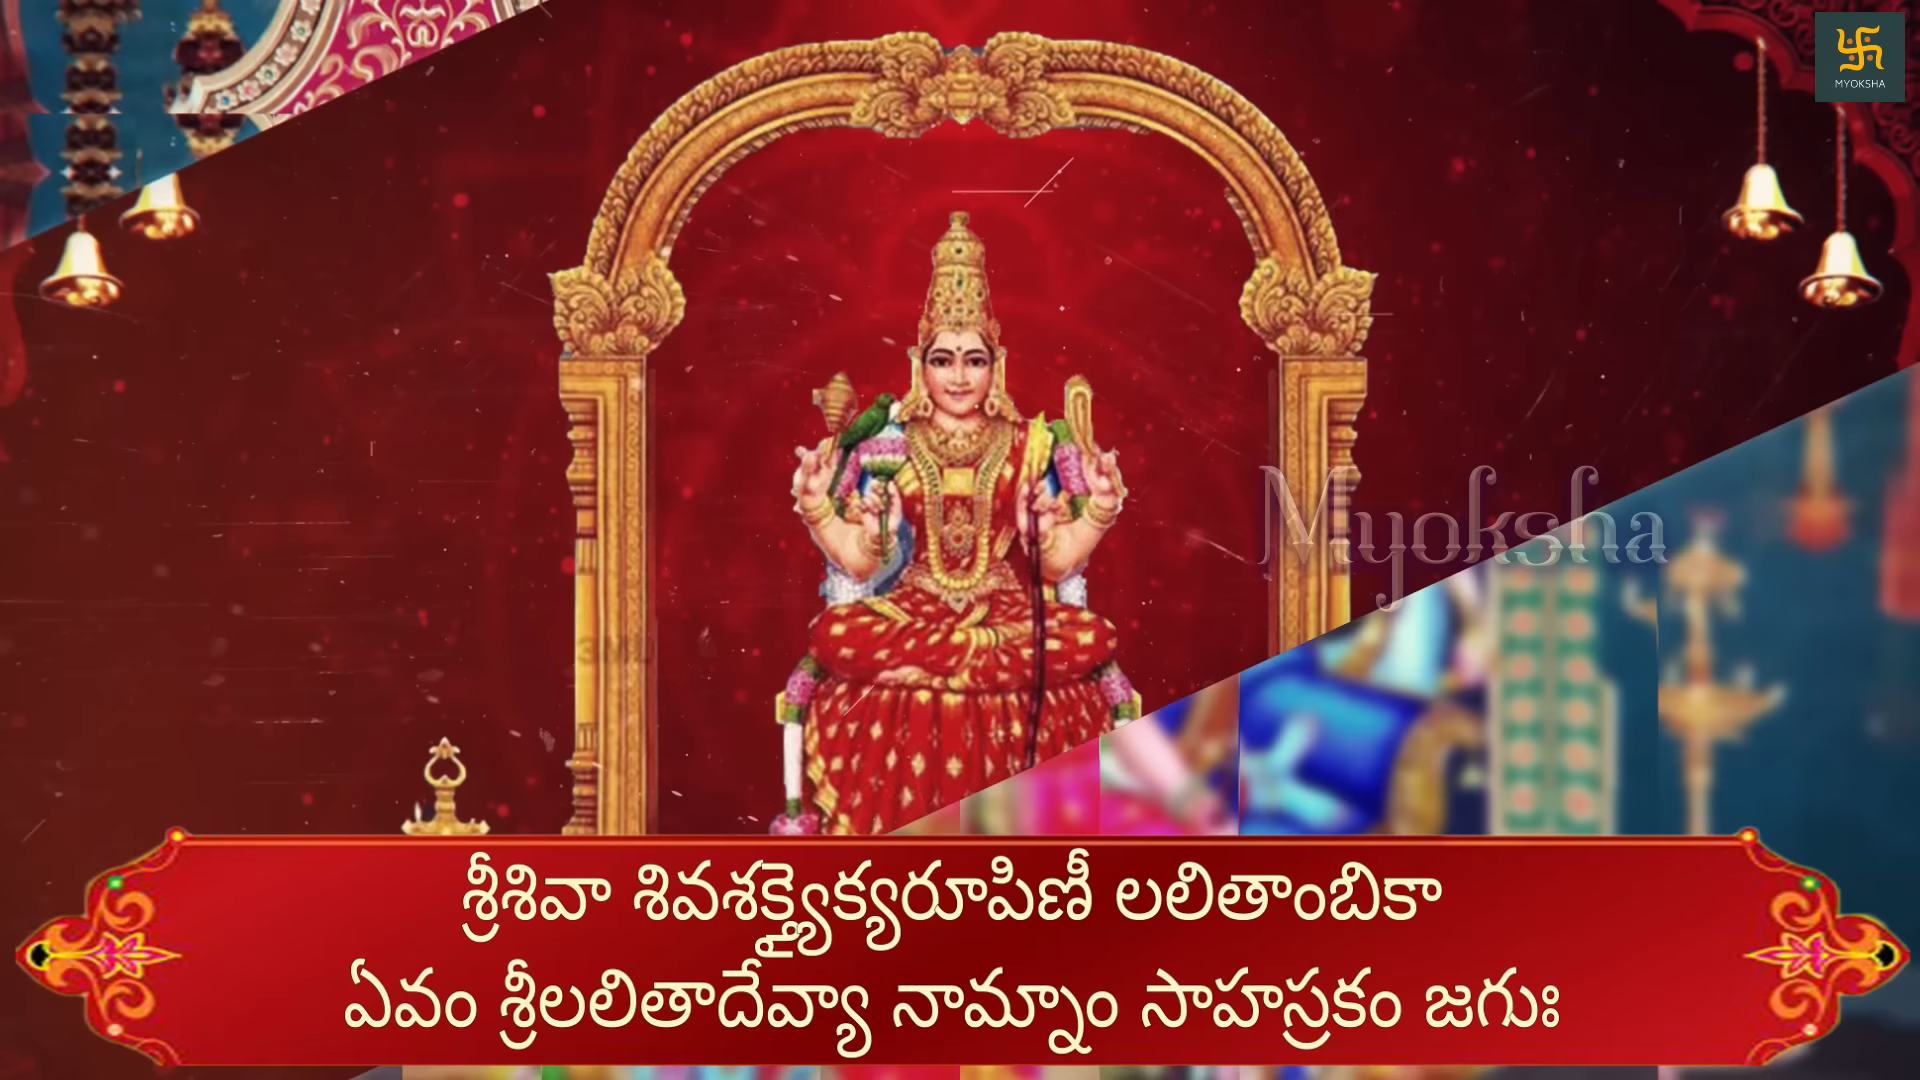 MYOKSHA
Myoksha
శ్రీశివా శివశక్త్యైక్యరూపిణీ లలితాంబికా
ఏవం శ్రీలలితాదేవ్యా నామ్నాం సాహస్రకం జగుః